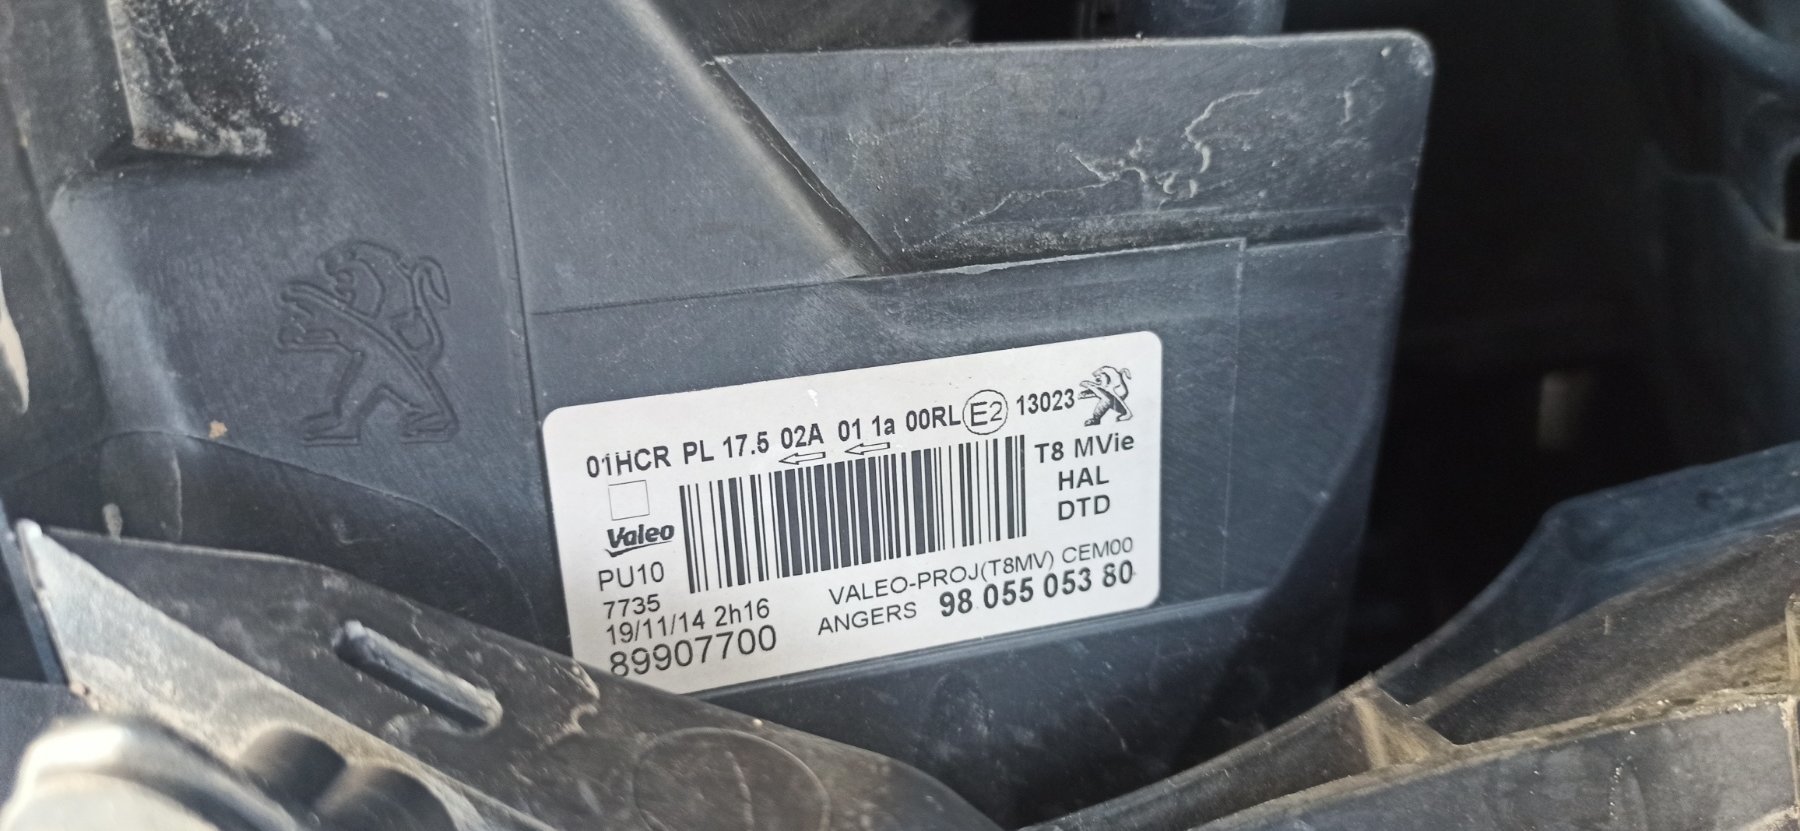 01HCR PL 17.5 02A 01 1a 00RL E2 13023
T8 MVie
HAL
DTD
Valeo
PU10
7735
19/11/14 2h16
89907700
VALEO-PROJ(T8MV) CEM00
ANGERS 98 055 053 80